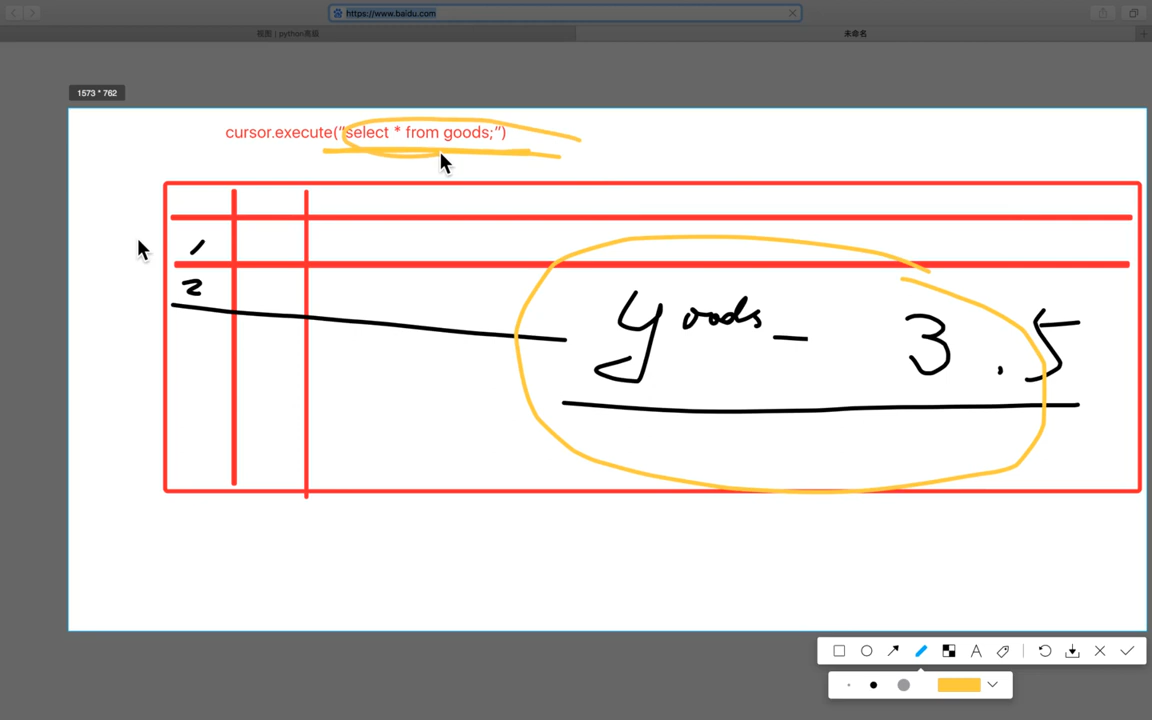 https://www.baidu.com
视图 | python高级
未命名
1573 * 762
cursor.execute("select * from goods;")
1
2
goods - 3.5
A